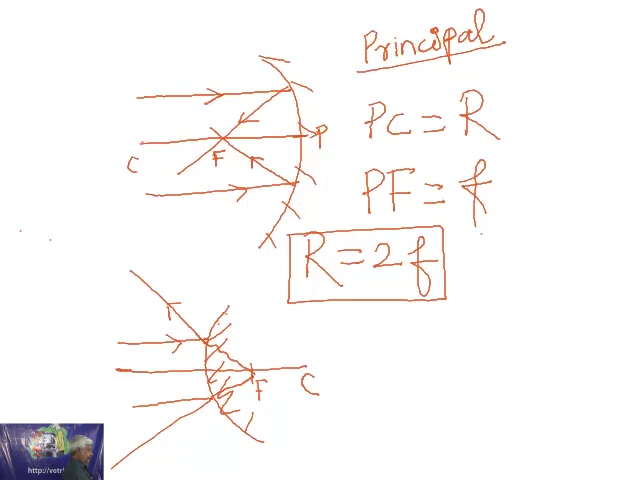 Principal
PC = R
P
C
F
PF = f
R = 2f
F
C